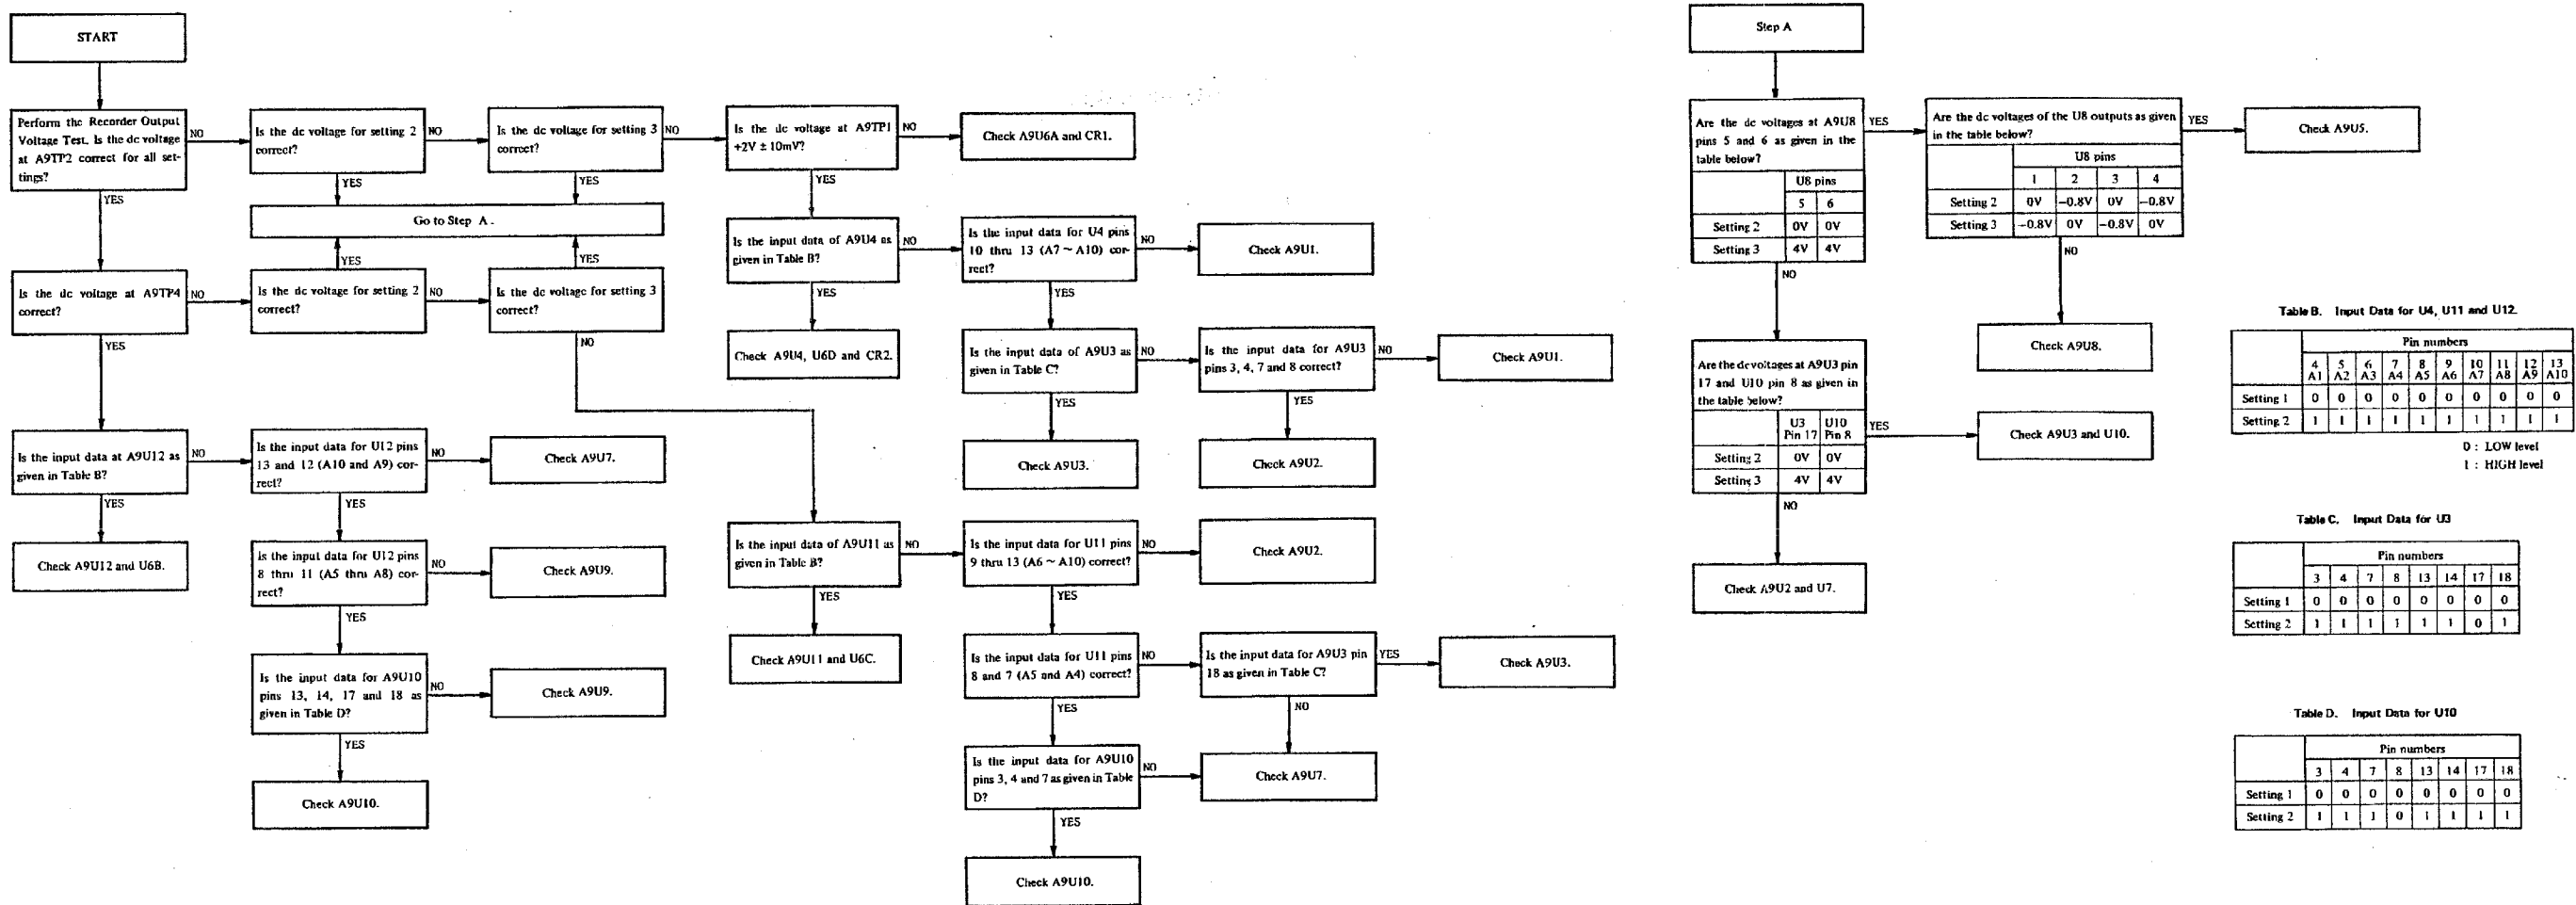 START
Perform the Recorder Output
Voltage Test. Is the dc voltage
at A9TP2 correct for all set-
tings?
NO
YES
Is the dc voltage for setting 2
correct?
NO
YES
Is the dc voltage for setting 3
correct?
NO
YES
Is the dc voltage at A9TP1
+2V ± 10mV?
NO
YES
Check A9U6A and CR1.
Go to Step A.
Is the dc voltage at A9TP4
correct?
NO
YES
YES
Is the dc voltage for setting 2
correct?
NO
YES
Is the dc voltage for setting 3
correct?
NO
Is the input data of A9U4 as
given in Table B?
NO
YES
Is the input data for U4 pins
10 thru 13 (A7 ~ A10) cor-
rect?
NO
YES
Check A9U1.
Check A9U4, U6D and CR2.
Is the input data of A9U3 as
given in Table C?
NO
YES
Is the input data for A9U3
pins 3, 4, 7 and 8 correct?
NO
YES
Check A9U1.
Check A9U3.
Check A9U2.
Is the input data at A9U12 as
given in Table B?
NO
YES
Is the input data for U12 pins
13 and 12 (A10 and A9) cor-
rect?
NO
YES
Check A9U7.
Check A9U12 and U6B.
Is the input data for U12 pins
8 thru 11 (A5 thru A8) cor-
rect?
NO
YES
Check A9U9.
Is the input data for A9U10
pins 13, 14, 17 and 18 as
given in Table D?
NO
YES
Check A9U9.
Check A9U10.
Is the input data of A9U11 as
given in Table B?
NO
YES
Is the input data for U11 pins
9 thru 13 (A6 ~ A10) correct?
NO
YES
Check A9U2.
Check A9U11 and U6C.
Is the input data for U11 pins
8 and 7 (A5 and A4) correct?
NO
YES
Is the input data for A9U3 pin
18 as given in Table C?
YES
NO
Check A9U3.
Is the input data for A9U10
pins 3, 4 and 7 as given in Table
D?
NO
YES
Check A9U7.
Check A9U10.
Step A
Are the dc voltages at A9U8
pins 5 and 6 as given in the
table below?
U8 pins
5 6
Setting 2 0V 0V
Setting 3 4V 4V
YES
NO
Are the dc voltages of the U8 outputs as given
in the table below?
U8 pins
1 2 3 4
Setting 2 0V −0.8V 0V −0.8V
Setting 3 −0.8V 0V −0.8V 0V
YES
NO
Check A9U5.
Check A9U8.
Are the dc voltages at A9U3 pin
17 and U10 pin 8 as given in
the table below?
U3 U10
Pin 17 Pin 8
Setting 2 0V 0V
Setting 3 4V 4V
YES
NO
Check A9U3 and U10.
Check A9U2 and U7.
Table B. Input Data for U4, U11 and U12.
Pin numbers
4 5 6 7 8 9 10 11 12 13
A1 A2 A3 A4 A5 A6 A7 A8 A9 A10
Setting 1 0 0 0 0 0 0 0 0 0 0
Setting 2 1 1 1 1 1 1 1 1 1 1
0 : LOW level
1 : HIGH level
Table C. Input Data for U3
Pin numbers
3 4 7 8 13 14 17 18
Setting 1 0 0 0 0 0 0 0 0
Setting 2 1 1 1 1 1 1 0 1
Table D. Input Data for U10
Pin numbers
3 4 7 8 13 14 17 18
Setting 1 0 0 0 0 0 0 0 0
Setting 2 1 1 1 0 1 1 1 1